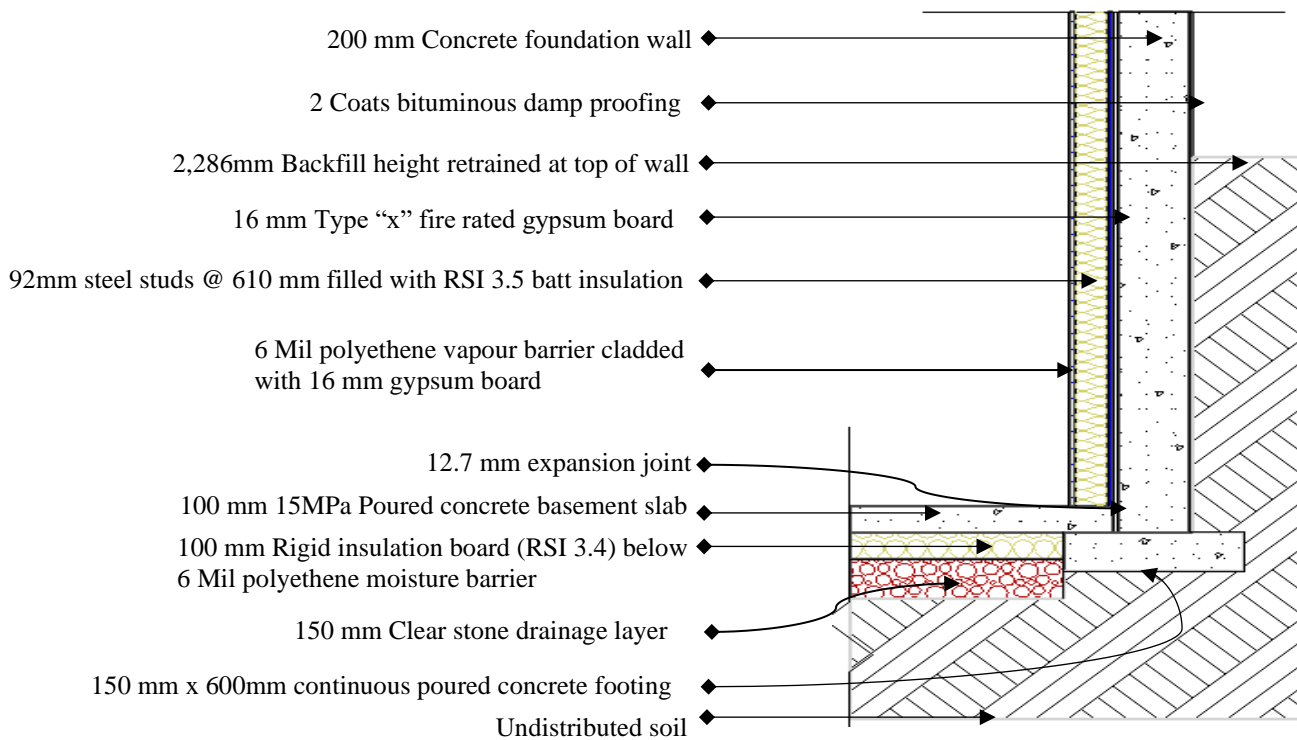 200 mm Concrete foundation wall
2 Coats bituminous damp proofing
2,286mm Backfill height retrained at top of wall
16 mm Type “x” fire rated gypsum board
92mm steel studs @ 610 mm filled with RSI 3.5 batt insulation
6 Mil polyethene vapour barrier cladded
with 16 mm gypsum board
12.7 mm expansion joint
100 mm 15MPa Poured concrete basement slab
100 mm Rigid insulation board (RSI 3.4) below
6 Mil polyethene moisture barrier
150 mm Clear stone drainage layer
150 mm x 600mm continuous poured concrete footing
Undistributed soil